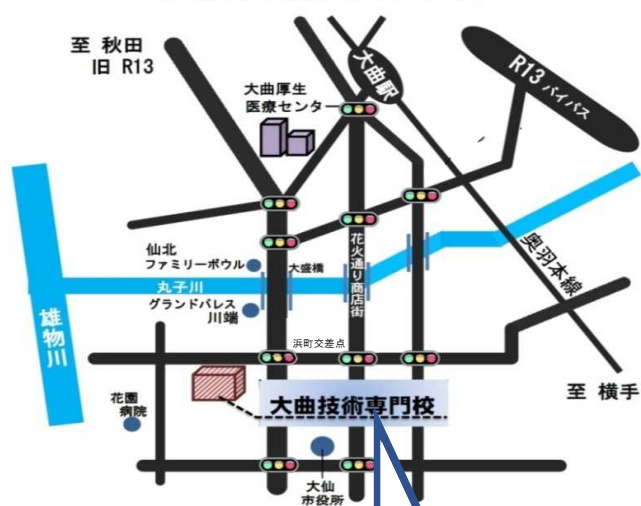 至 秋田
旧 R13
大曲駅
R13 バイパス
大曲厚生
医療センター
仙北
ファミリーボウル
大盛橋
花火通り商店街
奥羽本線
丸子川
グランドパレス
川端
雄物川
浜町交差点
至 横手
花園
病院
大曲技術専門校
大仙
市役所